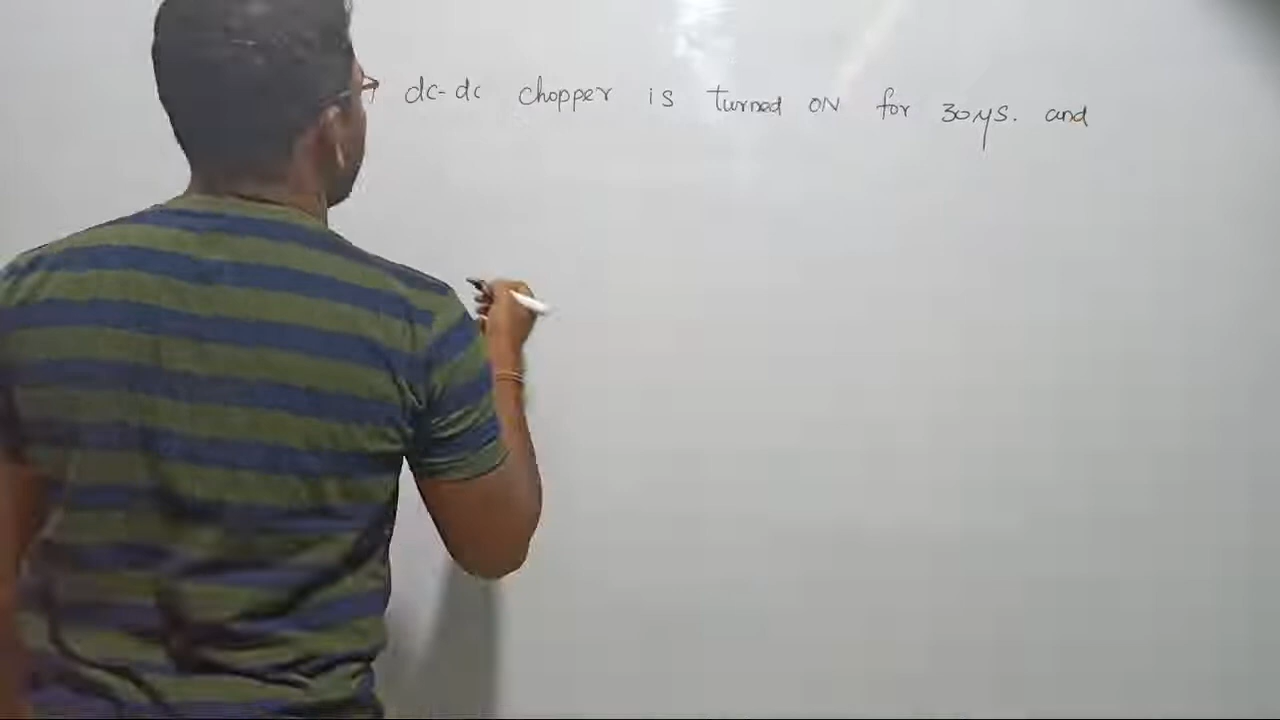 dc-dc chopper is turned ON for 30μs. and